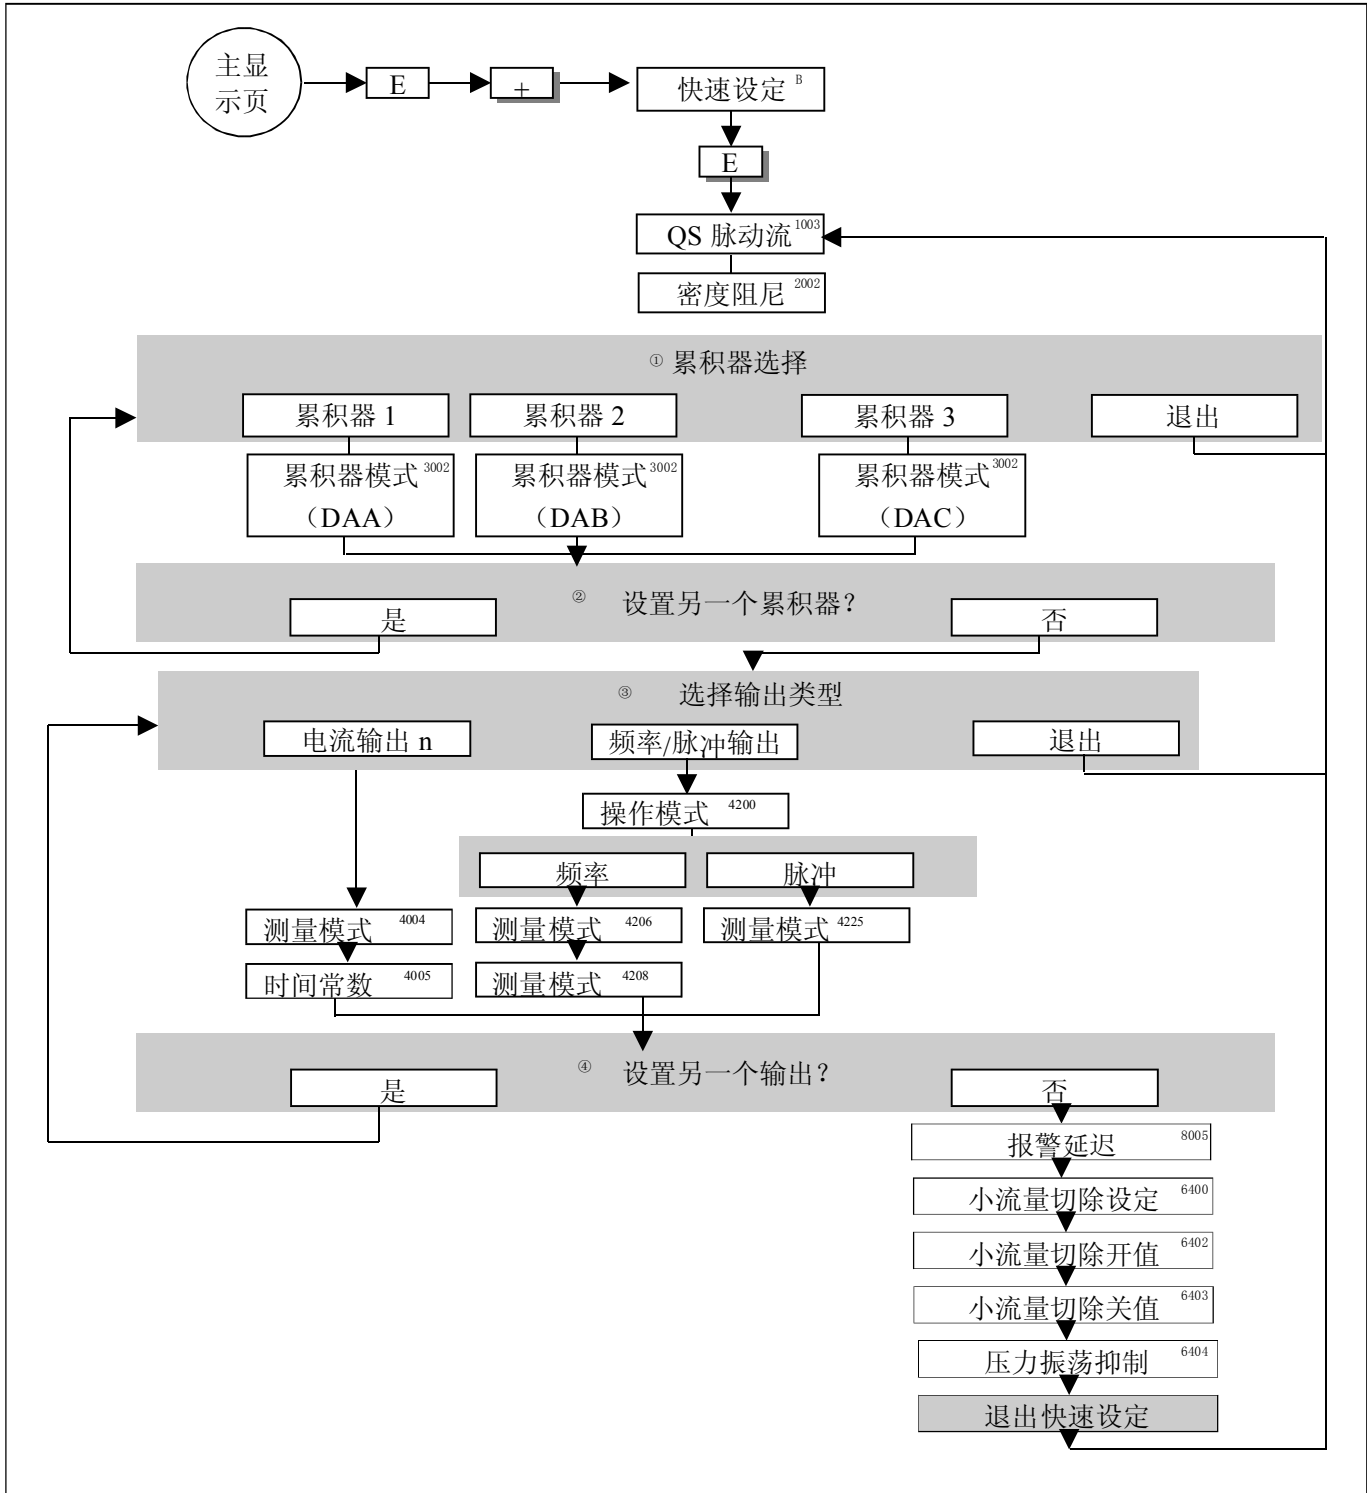 主显
示页
E
+
快速设定 B
E
QS 脉动流 1003
密度阻尼 2002
① 累积器选择
累积器 1
累积器 2
累积器 3
退出
累积器模式 3002
（DAA）
累积器模式 3002
（DAB）
累积器模式 3002
（DAC）
② 设置另一个累积器？
是
否
③ 选择输出类型
电流输出 n
频率/脉冲输出
退出
操作模式 4200
频率
脉冲
测量模式 4004
测量模式 4206
测量模式 4225
时间常数 4005
测量模式 4208
④ 设置另一个输出？
是
否
报警延迟 8005
小流量切除设定 6400
小流量切除开值 6402
小流量切除关值 6403
压力振荡抑制 6404
退出快速设定